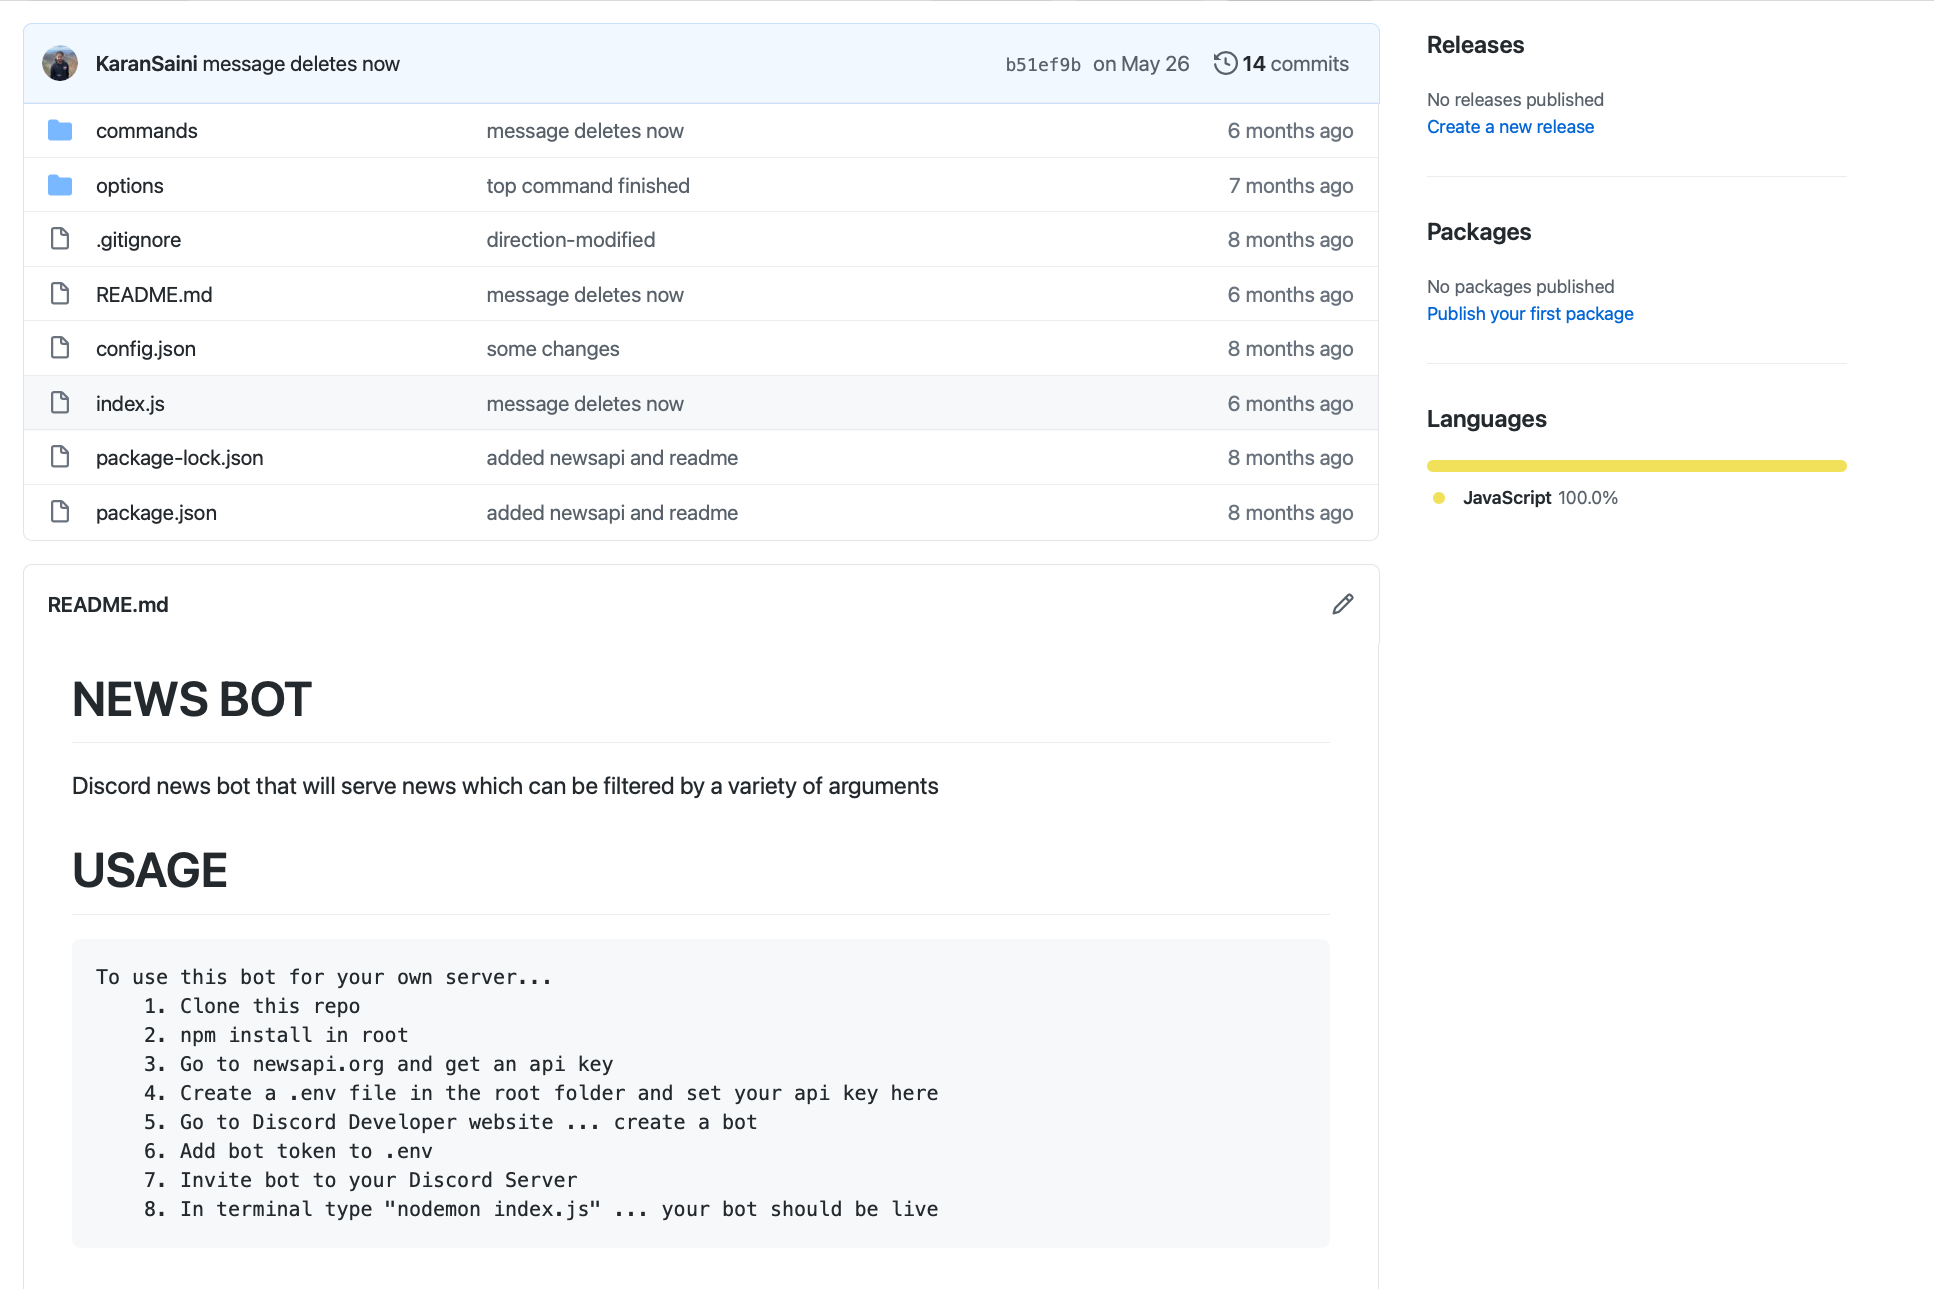 KaranSaini message deletes now b51ef9b on May 26 14 commits
commands message deletes now 6 months ago
options top command finished 7 months ago
.gitignore direction-modified 8 months ago
README.md message deletes now 6 months ago
config.json some changes 8 months ago
index.js message deletes now 6 months ago
package-lock.json added newsapi and readme 8 months ago
package.json added newsapi and readme 8 months ago
README.md
NEWS BOT
Discord news bot that will serve news which can be filtered by a variety of arguments
USAGE
To use this bot for your own server...
1. Clone this repo
2. npm install in root
3. Go to newsapi.org and get an api key
4. Create a .env file in the root folder and set your api key here
5. Go to Discord Developer website ... create a bot
6. Add bot token to .env
7. Invite bot to your Discord Server
8. In terminal type "nodemon index.js" ... your bot should be live
Releases
No releases published
Create a new release
Packages
No packages published
Publish your first package
Languages
JavaScript 100.0%